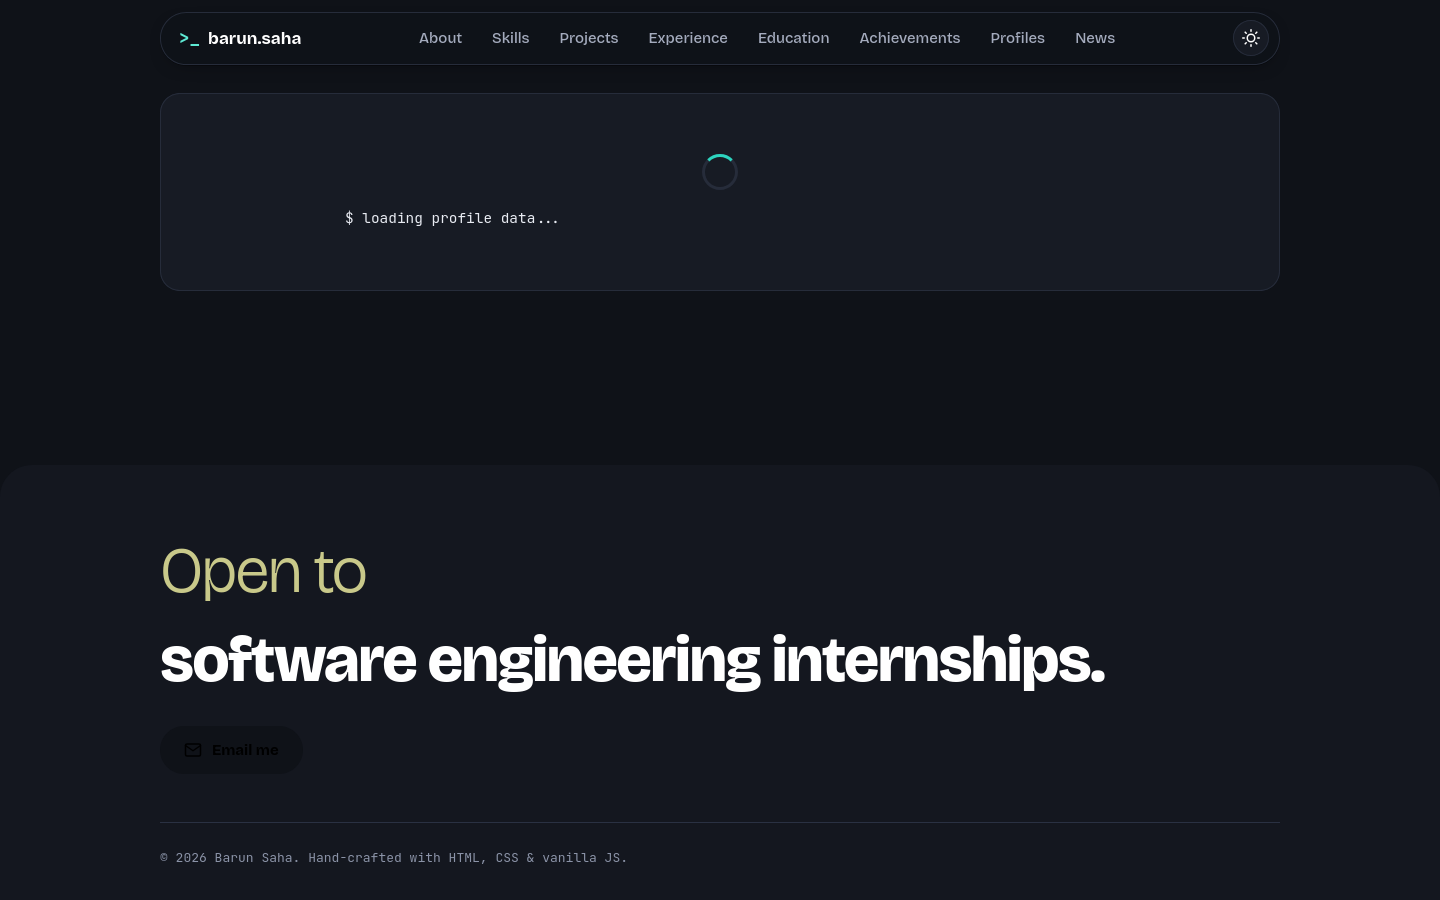 >_ barun.saha
About Skills Projects Experience Education Achievements Profiles News
$ loading profile data...
Open to
software engineering internships.
Email me
© 2026 Barun Saha. Hand-crafted with HTML, CSS & vanilla JS.